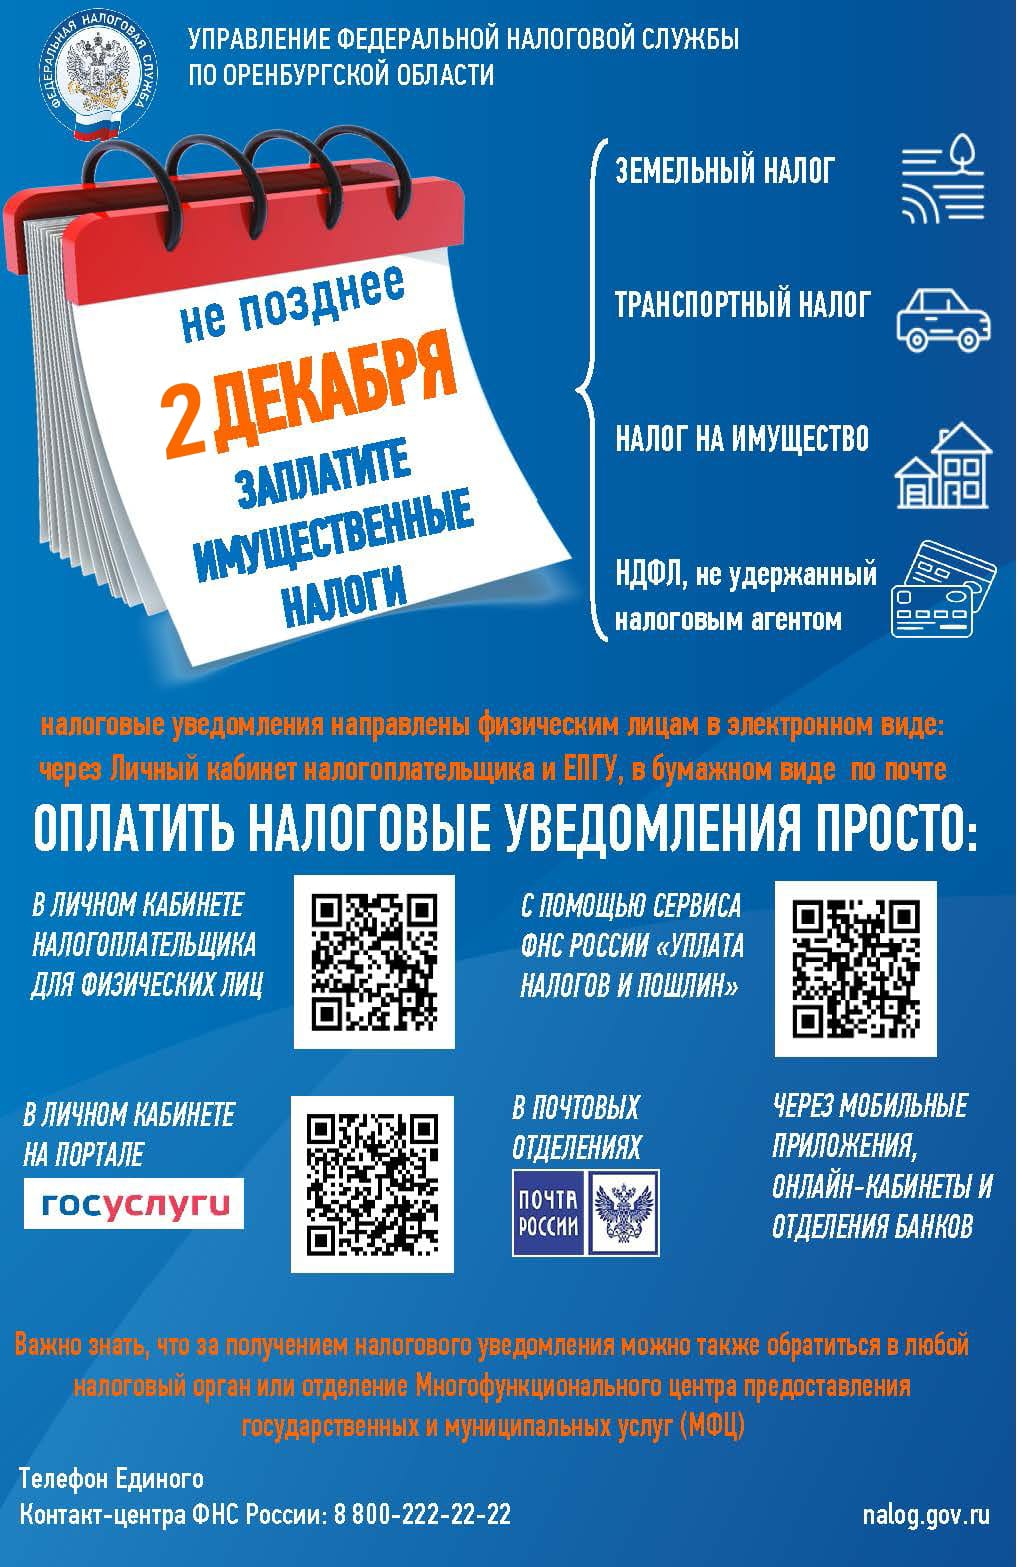 ФЕДЕРАЛЬНАЯ НАЛОГОВАЯ СЛУЖБА
УПРАВЛЕНИЕ ФЕДЕРАЛЬНОЙ НАЛОГОВОЙ СЛУЖБЫ
ПО ОРЕНБУРГСКОЙ ОБЛАСТИ
не позднее
2 ДЕКАБРЯ
ЗАПЛАТИТЕ
ИМУЩЕСТВЕННЫЕ
НАЛОГИ
ЗЕМЕЛЬНЫЙ НАЛОГ
ТРАНСПОРТНЫЙ НАЛОГ
НАЛОГ НА ИМУЩЕСТВО
НДФЛ, не удержанный
налоговым агентом
налоговые уведомления направлены физическим лицам в электронном виде:
через Личный кабинет налогоплательщика и ЕПГУ, в бумажном виде по почте
ОПЛАТИТЬ НАЛОГОВЫЕ УВЕДОМЛЕНИЯ ПРОСТО:
В ЛИЧНОМ КАБИНЕТЕ
НАЛОГОПЛАТЕЛЬЩИКА
ДЛЯ ФИЗИЧЕСКИХ ЛИЦ
С ПОМОЩЬЮ СЕРВИСА
ФНС РОССИИ «УПЛАТА
НАЛОГОВ И ПОШЛИН»
В ЛИЧНОМ КАБИНЕТЕ
НА ПОРТАЛЕ
госуслуги
В ПОЧТОВЫХ
ОТДЕЛЕНИЯХ
ПОЧТА
РОССИИ
ЧЕРЕЗ МОБИЛЬНЫЕ
ПРИЛОЖЕНИЯ,
ОНЛАЙН-КАБИНЕТЫ И
ОТДЕЛЕНИЯ БАНКОВ
Важно знать, что за получением налогового уведомления можно также обратиться в любой
налоговый орган или отделение Многофункционального центра предоставления
государственных и муниципальных услуг (МФЦ)
Телефон Единого
Контакт-центра ФНС России: 8 800-222-22-22
nalog.gov.ru